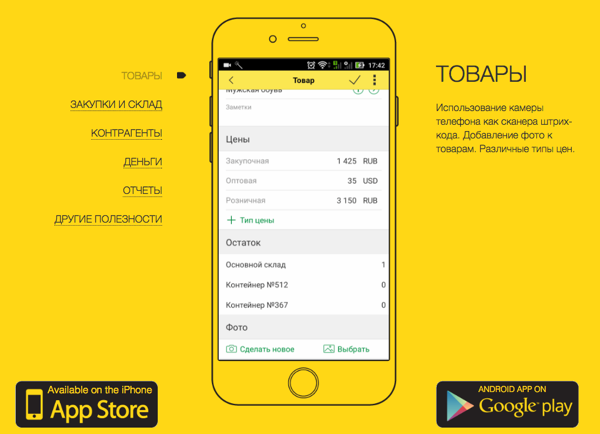 ТОВАРЫ
ЗАКУПКИ И СКЛАД
КОНТРАГЕНТЫ
ДЕНЬГИ
ОТЧЕТЫ
ДРУГИЕ ПОЛЕЗНОСТИ
17:42
Товар
Мужская обувь
Заметки
Цены
Закупочная 1 425 RUB
Оптовая 35 USD
Розничная 3 150 RUB
+ Тип цены
Остаток
Основной склад 1
Контейнер №512 0
Контейнер №367 0
Фото
Сделать новое Выбрать
ТОВАРЫ
Использование камеры
телефона как сканера штрих-
кода. Добавление фото к
товарам. Различные типы цен.
Available on the iPhone
App Store
ANDROID APP ON
Google play